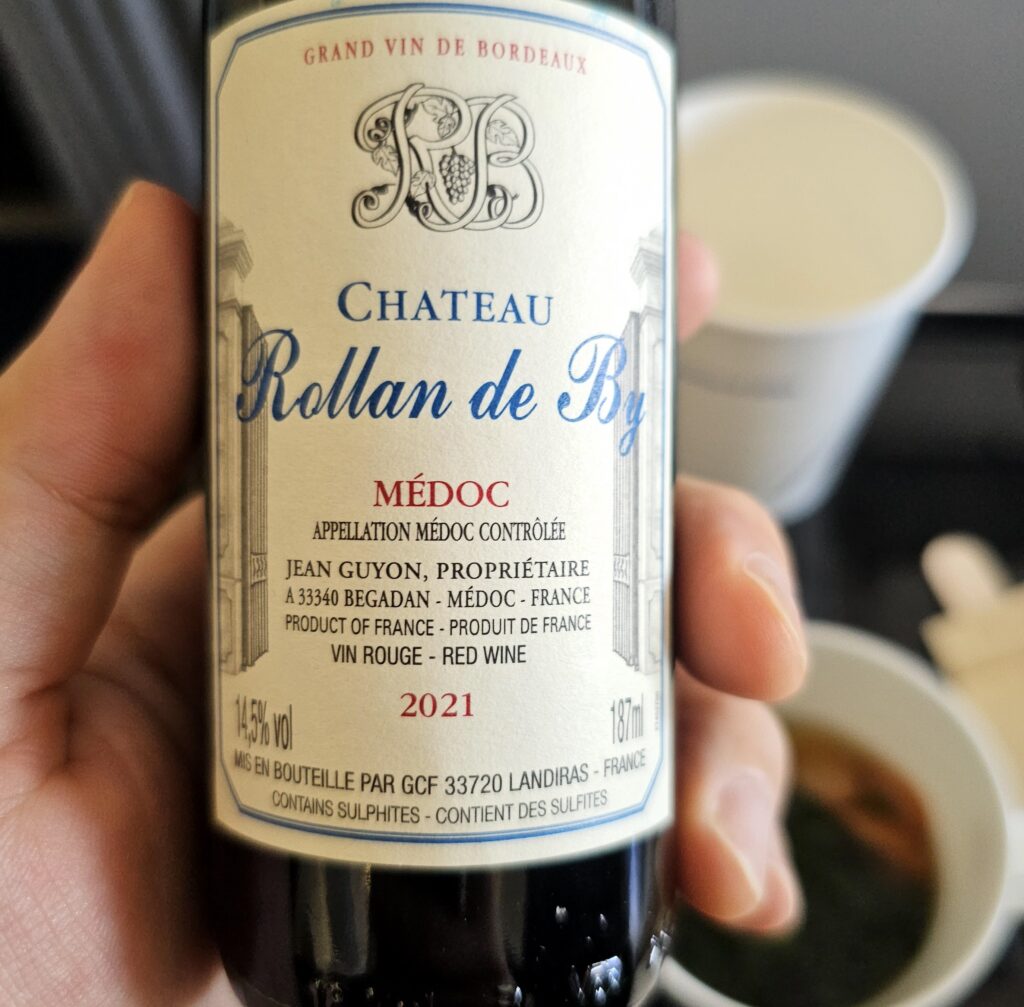 GRAND VIN DE BORDEAUX
RB
CHATEAU
Rollan de By
MÉDOC
APPELLATION MÉDOC CONTRÔLÉE
JEAN GUYON, PROPRIÉTAIRE
A 33340 BEGADAN - MÉDOC - FRANCE
PRODUCT OF FRANCE - PRODUIT DE FRANCE
VIN ROUGE - RED WINE
2021
14,5% vol 187ml
MIS EN BOUTEILLE PAR GCF 33720 LANDIRAS - FRANCE
CONTAINS SULPHITES - CONTIENT DES SULFITES